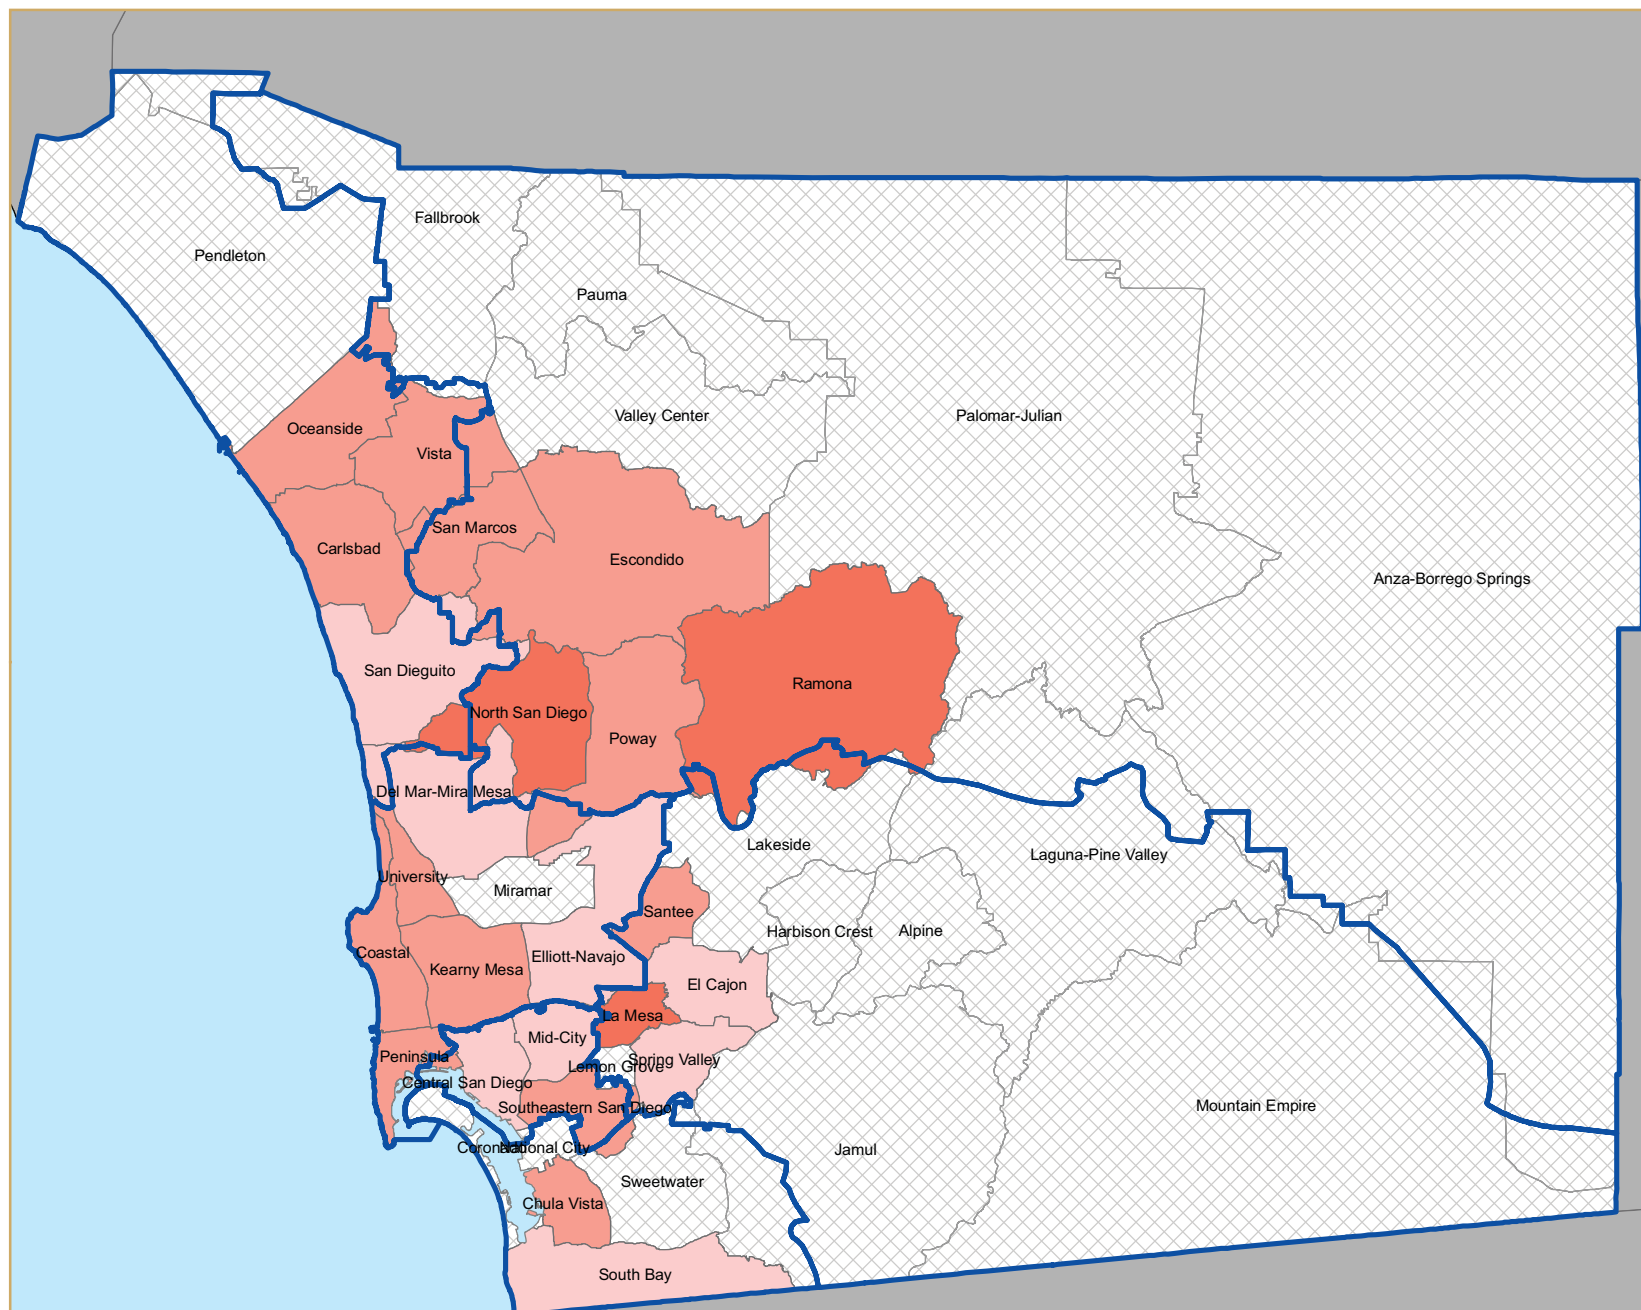 Fallbrook
Pendleton
Pauma
Valley Center
Palomar-Julian
Oceanside
Vista
San Marcos
Carlsbad
Escondido
Anza-Borrego Springs
San Dieguito
Ramona
North San Diego
Poway
Del Mar-Mira Mesa
Lakeside
Laguna-Pine Valley
University
Miramar
Santee
Harbison Crest
Alpine
Coastal
Elliott-Navajo
Kearny Mesa
El Cajon
La Mesa
Mid-City
Peninsula
Spring Valley
Lemon Grove
Central San Diego
Southeastern San Diego
Mountain Empire
Coronado
National City
Jamul
Sweetwater
Chula Vista
South Bay